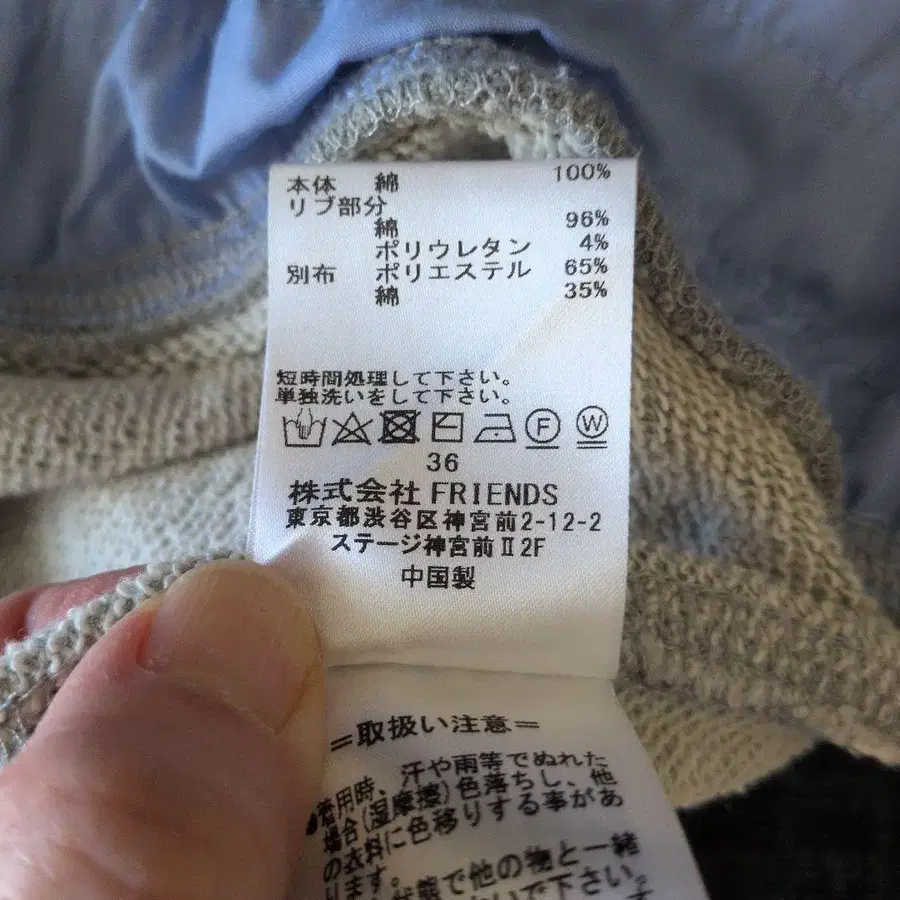 本体 綿 100%
リブ部分
綿 96%
ポリウレタン 4%
別布 ポリエステル 65%
綿 35%
短時間処理して下さい。
単独洗いをして下さい。
F W
36
株式会社 FRIENDS
東京都渋谷区神宮前2-12-2
ステージ神宮前Ⅱ2F
中国製
=取扱い注意=
●着用時、汗や雨等でぬれた
場合(湿摩擦)色落ちし、他
の衣料に色移りする事があ
ります。
状態で他の物と一緒
いで下さい。